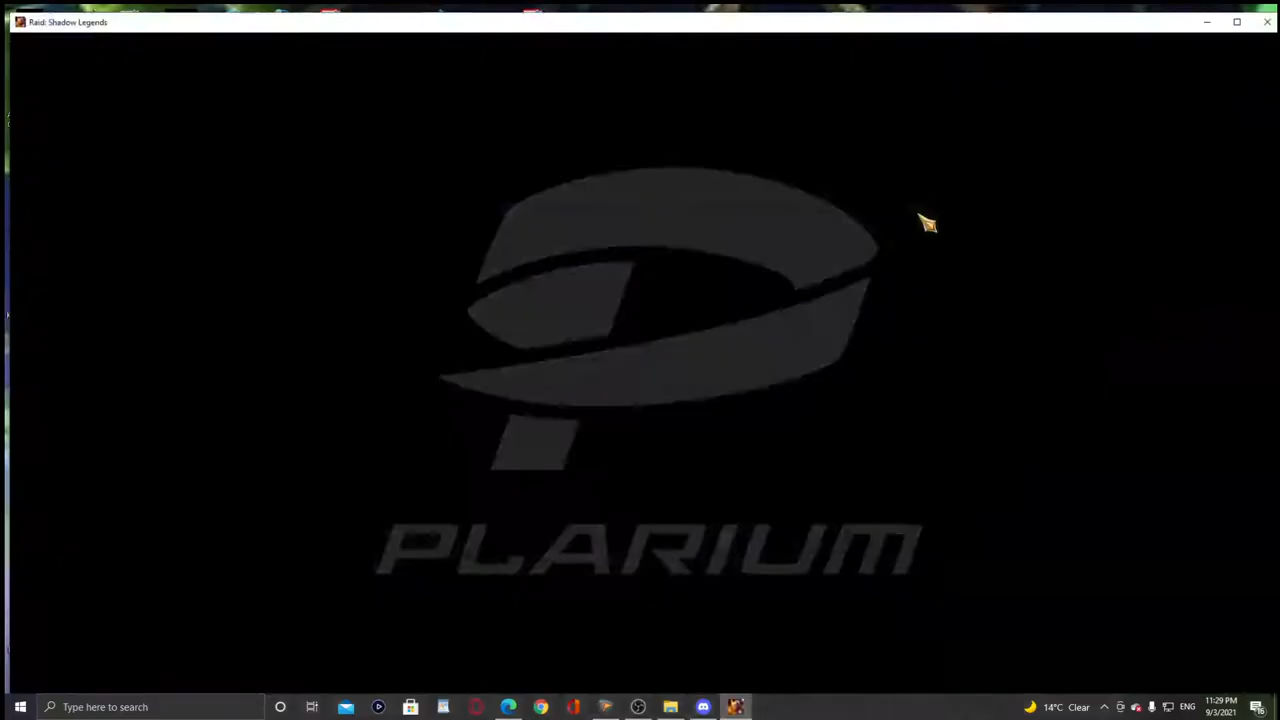 Raid: Shadow Legends
PLARIUM
Type here to search
14°C Clear
ENG
11:29 PM
9/3/2021